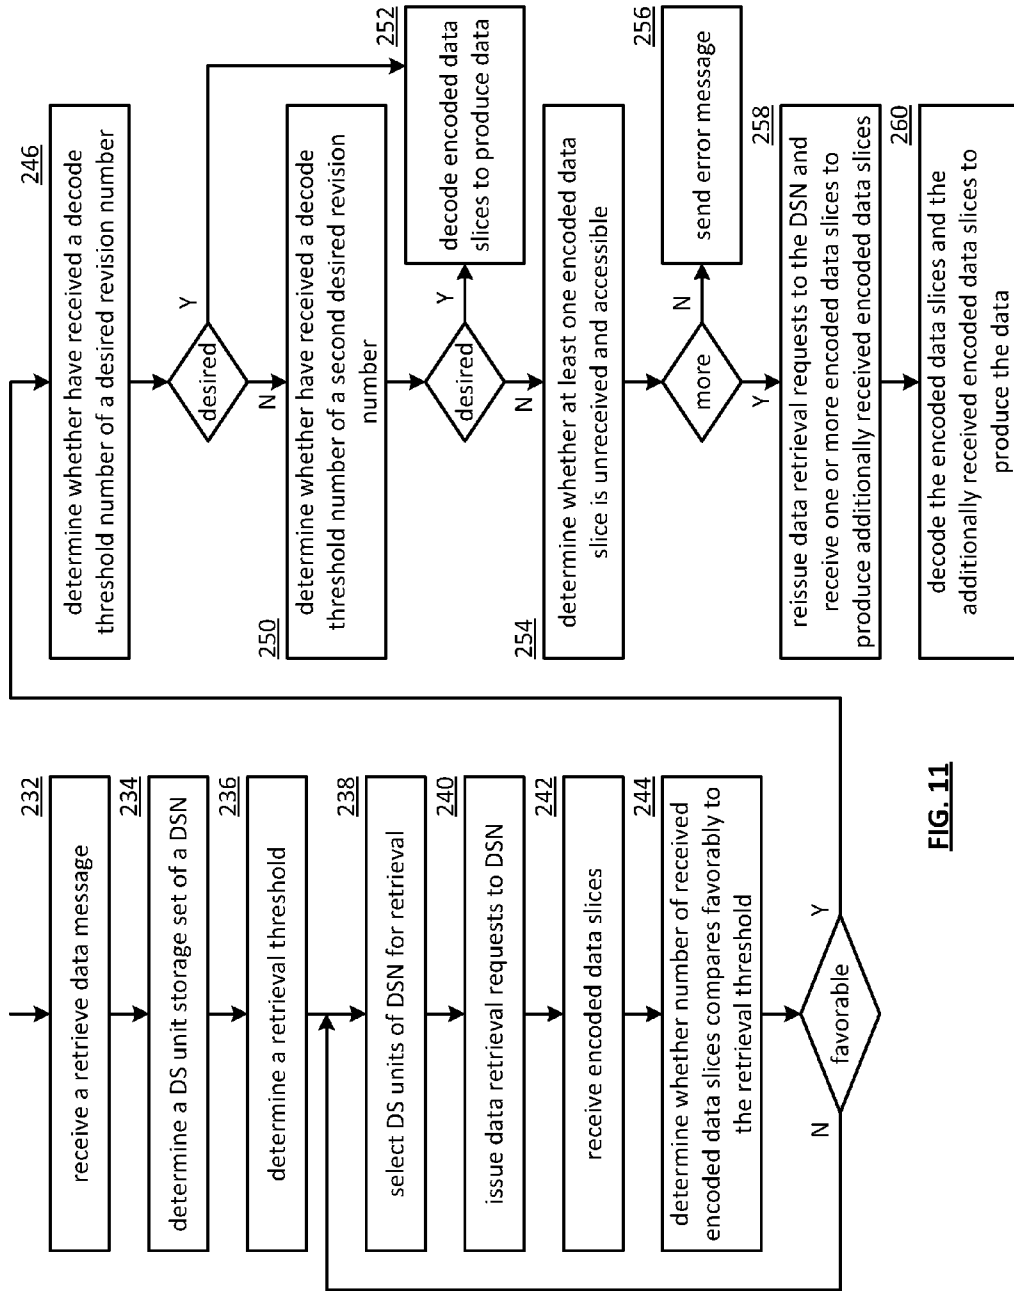 232
receive a retrieve data message
234
determine a DS unit storage set of a DSN
236
determine a retrieval threshold
238
select DS units of DSN for retrieval
240
issue data retrieval requests to DSN
242
receive encoded data slices
244
determine whether number of received
encoded data slices compares favorably to
the retrieval threshold
favorable
N
Y
246
determine whether have received a decode
threshold number of a desired revision number
desired
Y
N
250
determine whether have received a decode
threshold number of a second desired revision
number
desired
Y
N
252
decode encoded data
slices to produce data
254
determine whether at least one encoded data
slice is unreceived and accessible
more
N
Y
256
send error message
258
reissue data retrieval requests to the DSN and
receive one or more encoded data slices to
produce additionally received encoded data slices
260
decode the encoded data slices and the
additionally received encoded data slices to
produce the data
FIG. 11